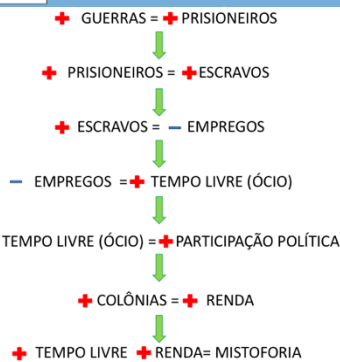 + GUERRAS = + PRISIONEIROS
+ PRISIONEIROS = + ESCRAVOS
+ ESCRAVOS = – EMPREGOS
– EMPREGOS = + TEMPO LIVRE (ÓCIO)
TEMPO LIVRE (ÓCIO) = + PARTICIPAÇÃO POLÍTICA
+ COLÔNIAS = + RENDA
+ TEMPO LIVRE + RENDA= MISTOFORIA